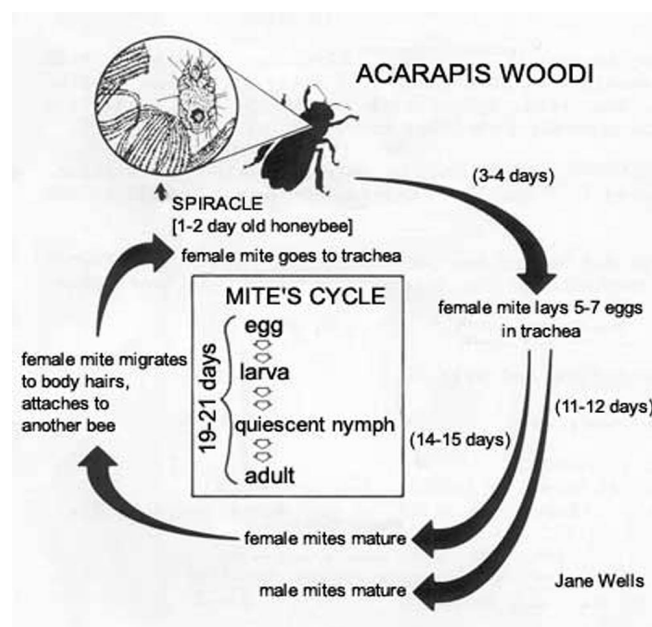 ACARAPIS WOODI
SPIRACLE
[1-2 day old honeybee]
female mite goes to trachea
(3-4 days)
female mite lays 5-7 eggs
in trachea
(11-12 days)
(14-15 days)
female mites mature
male mites mature
female mite migrates
to body hairs,
attaches to
another bee
MITE'S CYCLE
19-21 days
egg
larva
quiescent nymph
adult
Jane Wells